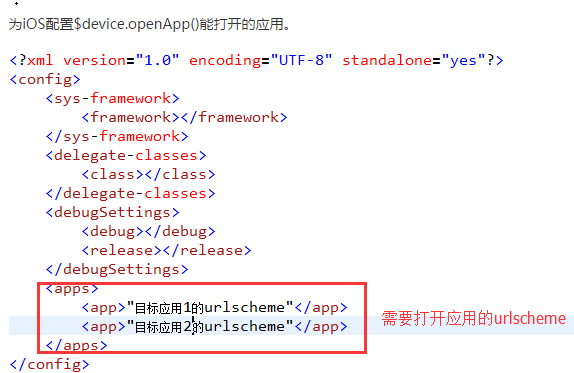 为iOS配置$device.openApp()能打开的应用。
<?xml version="1.0" encoding="UTF-8" standalone="yes"?>
<config>
    <sys-framework>
        <framework></framework>
    </sys-framework>
    <delegate-classes>
        <class></class>
    </delegate-classes>
    <debugSettings>
        <debug></debug>
        <release></release>
    </debugSettings>
    <apps>
        <app>"目标应用1的urlscheme"</app>
        <app>"目标应用2的urlscheme"</app>
    </apps>
需要打开应用的urlscheme
</config>